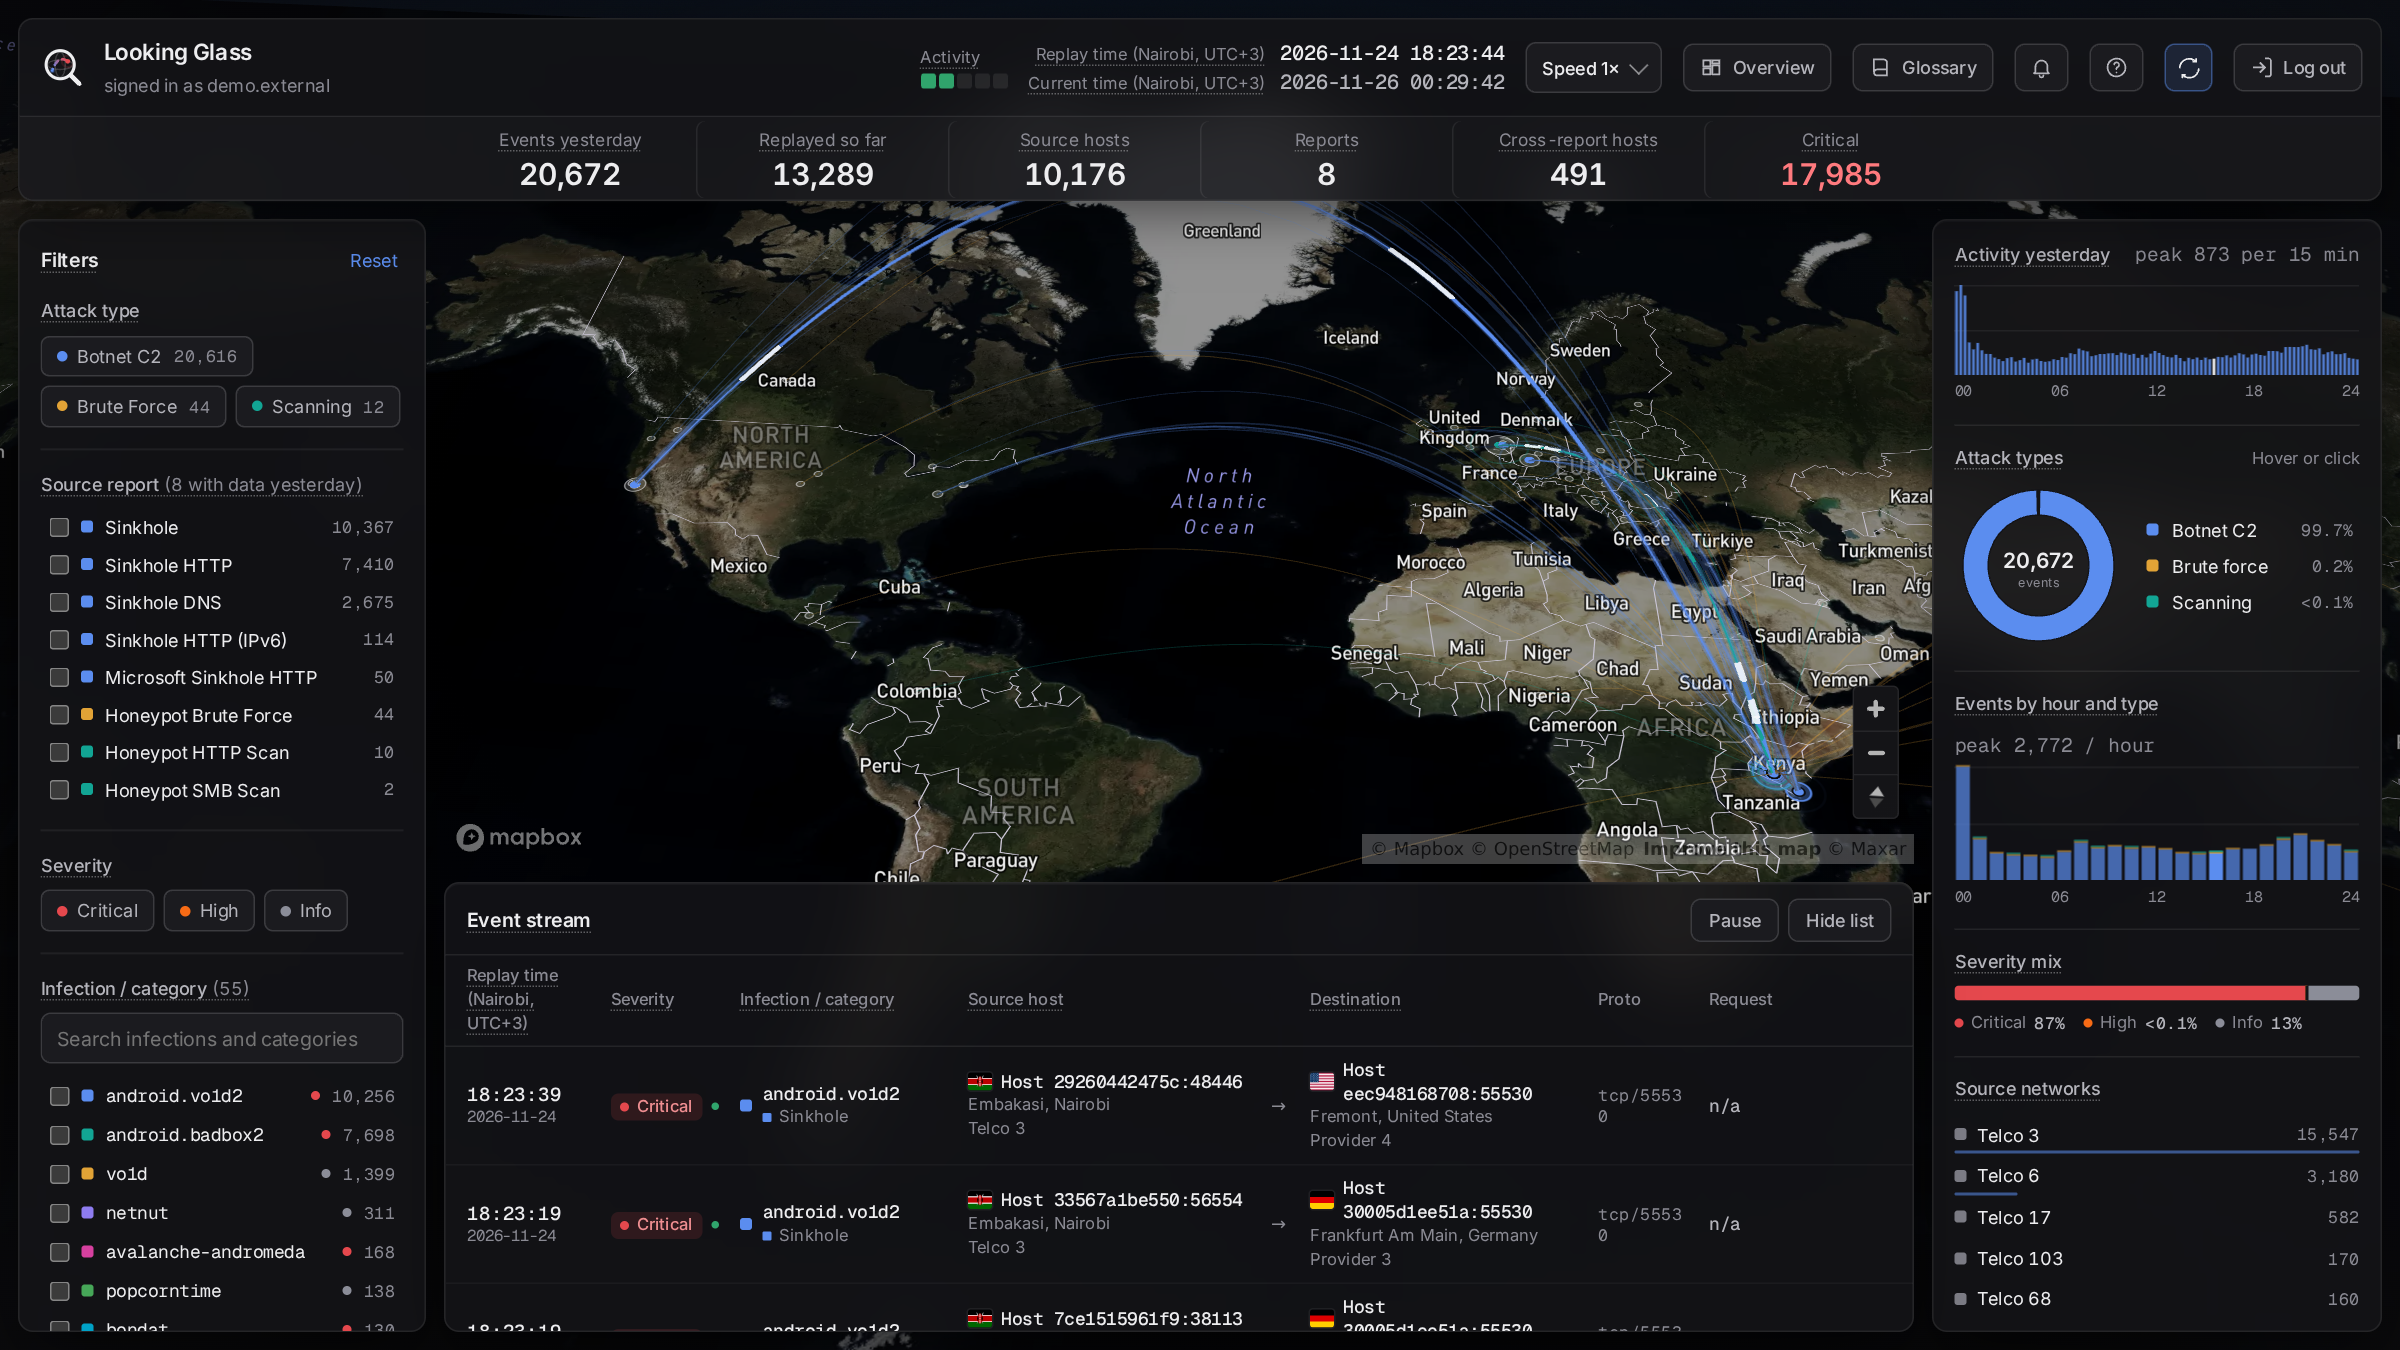 Looking Glass
signed in as demo.external
Activity
Replay time (Nairobi, UTC+3) 2026-11-24 18:23:44
Current time (Nairobi, UTC+3) 2026-11-26 00:29:42
Speed 1×
Overview
Glossary
Log out
Events yesterday
20,672
Replayed so far
13,289
Source hosts
10,176
Reports
8
Cross-report hosts
491
Critical
17,985
Filters
Reset
Attack type
Botnet C2 20,616
Brute Force 44
Scanning 12
Source report (8 with data yesterday)
Sinkhole 10,367
Sinkhole HTTP 7,410
Sinkhole DNS 2,675
Sinkhole HTTP (IPv6) 114
Microsoft Sinkhole HTTP 50
Honeypot Brute Force 44
Honeypot HTTP Scan 10
Honeypot SMB Scan 2
Severity
Critical
High
Info
Infection / category (55)
Search infections and categories
android.vo1d2 10,256
android.badbox2 7,698
vo1d 1,399
netnut 311
avalanche-andromeda 168
popcorntime 138
bondat 130
Greenland
Iceland
Sweden
Norway
Canada
United
Kingdom
Denmark
NORTH
AMERICA
North
Atlantic
Ocean
France
EUROPE
Ukraine
Spain
Italy
Greece
Türkiye
Turkmenist
Mexico
Cuba
Morocco
Tunisia
Algeria
Libya
Egypt
Iraq
Iran
Afg
Saudi Arabia
Oman
Senegal
Mali
Niger
Chad
Sudan
Yemen
Colombia
Nigeria
Cameroon
AFRICA
Ethiopia
Peru
Kenya
SOUTH
AMERICA
Tanzania
Angola
Zambia
Paraguay
Chile
mapbox
© Mapbox © OpenStreetMap Improve this map © Maxar
Event stream
Pause
Hide list
Replay time
(Nairobi,
UTC+3)
Severity
Infection / category
Source host
Destination
Proto
Request
18:23:39
2026-11-24
Critical
android.vo1d2
Sinkhole
Host 29260442475c:48446
Embakasi, Nairobi
Telco 3
→
Host
eec948168708:55530
Fremont, United States
Provider 4
tcp/5553
0
n/a
18:23:19
2026-11-24
Critical
android.vo1d2
Sinkhole
Host 33567a1be550:56554
Embakasi, Nairobi
Telco 3
→
Host
30005d1ee51a:55530
Frankfurt Am Main, Germany
Provider 3
tcp/5553
0
n/a
18:23:19
android.vo1d2
Host 7ce1515961f9:38113
Host
30005d1ee51a:55530
tcp/5553
Activity yesterday
peak 873 per 15 min
00 06 12 18 24
Attack types
Hover or click
20,672
events
Botnet C2 99.7%
Brute force 0.2%
Scanning <0.1%
Events by hour and type
peak 2,772 / hour
00 06 12 18 24
Severity mix
Critical 87% High <0.1% Info 13%
Source networks
Telco 3 15,547
Telco 6 3,180
Telco 17 582
Telco 103 170
Telco 68 160